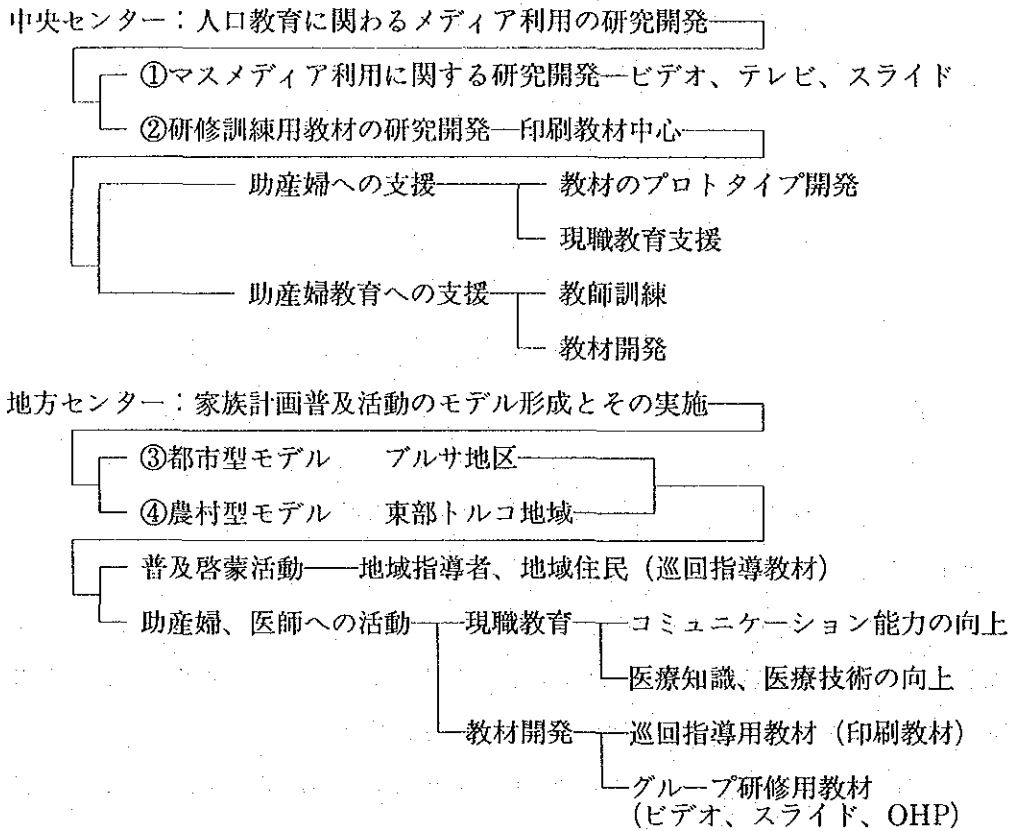 中央センター：人口教育に関わるメディア利用の研究開発
①マスメディア利用に関する研究開発―ビデオ、テレビ、スライド
②研修訓練用教材の研究開発―印刷教材中心
助産婦への支援 教材のプロトタイプ開発
現職教育支援
助産婦教育への支援 教師訓練
教材開発
地方センター：家族計画普及活動のモデル形成とその実施
③都市型モデル ブルサ地区
④農村型モデル 東部トルコ地域
普及啓蒙活動――地域指導者、地域住民（巡回指導教材）
助産婦、医師への活動 現職教育 コミュニケーション能力の向上
医療知識、医療技術の向上
教材開発 巡回指導用教材（印刷教材）
グループ研修用教材
（ビデオ、スライド、OHP）